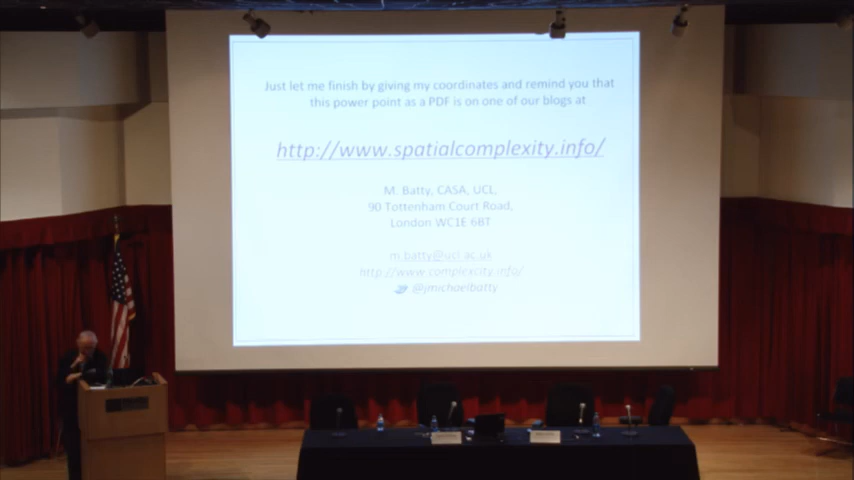 Just let me finish by giving my coordinates and remind you that
this power point as a PDF is on one of our blogs at
http://www.spatialcomplexity.info/
M. Batty, CASA, UCL,
90 Tottenham Court Road,
London WC1E 6BT
m.batty@ucl.ac.uk
http://www.complexcity.info/
@jmichaelbatty